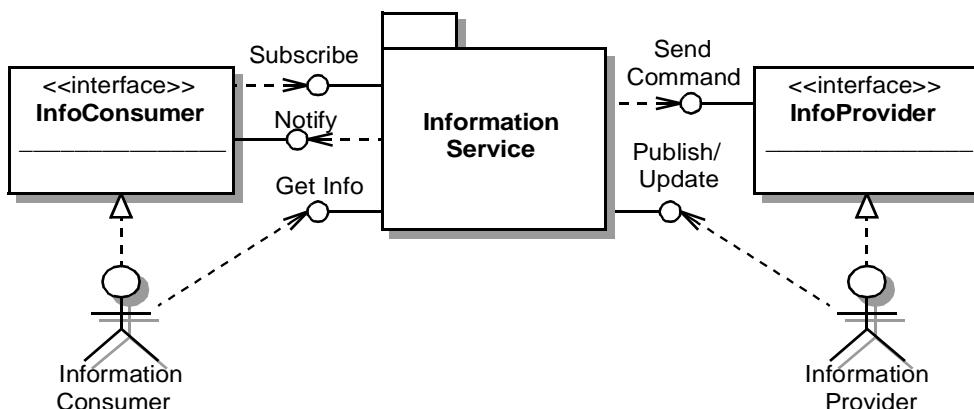 Subscribe
<<interface>>
InfoConsumer
Notify
Get Info
Information
Service
Send
Command
Publish/
Update
<<interface>>
InfoProvider
Information
Consumer
Information
Provider